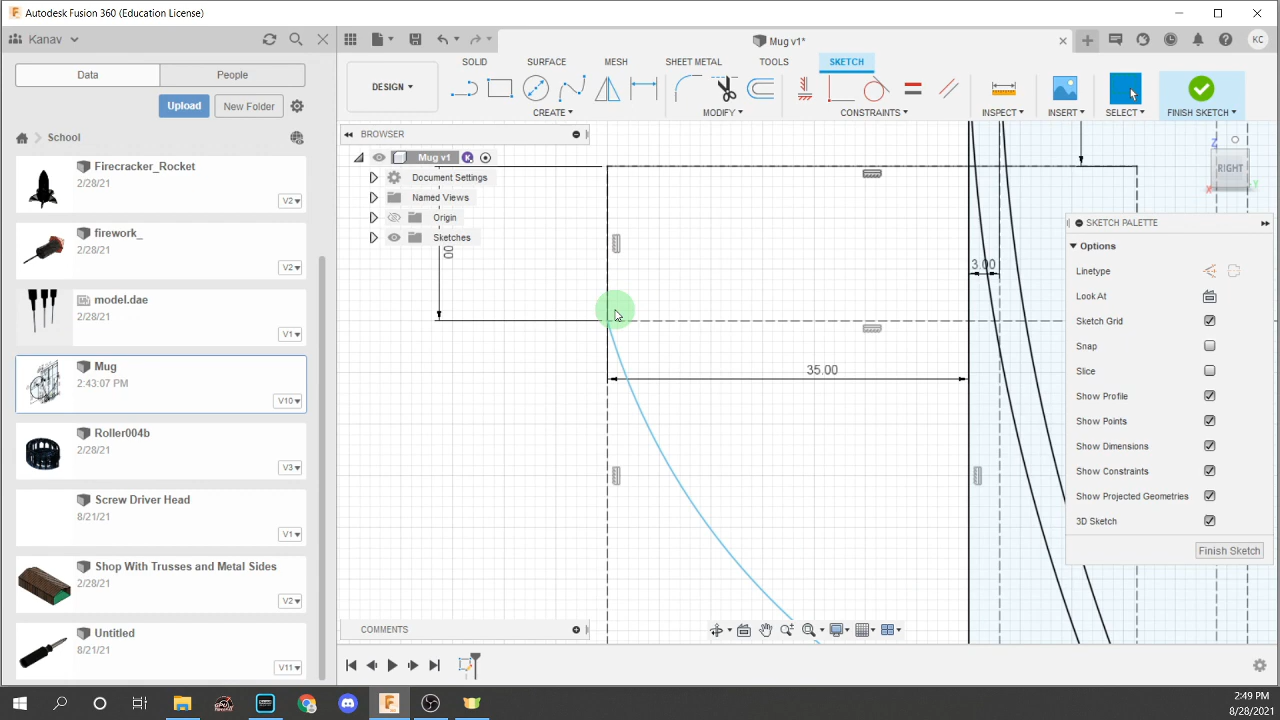 Autodesk Fusion 360 (Education License)
Kanav
Mug v1*
KC
Data
People
Upload
New Folder
School
Firecracker_Rocket
2/28/21
V2
firework_
2/28/21
V2
model.dae
2/28/21
V1
Mug
2:43:07 PM
V10
Roller004b
2/28/21
V3
Screw Driver Head
8/21/21
V1
Shop With Trusses and Metal Sides
2/28/21
V2
Untitled
8/21/21
V11
DESIGN
SOLID
SURFACE
MESH
SHEET METAL
TOOLS
SKETCH
CREATE
MODIFY
CONSTRAINTS
INSPECT
INSERT
SELECT
FINISH SKETCH
BROWSER
Mug v1
K
Document Settings
Named Views
Origin
Sketches
00
3.00
35.00
Z
RIGHT
X
Y
SKETCH PALETTE
Options
Linetype
Look At
Sketch Grid
Snap
Slice
Show Profile
Show Points
Show Dimensions
Show Constraints
Show Projected Geometries
3D Sketch
Finish Sketch
COMMENTS
2:49 PM
8/28/2021